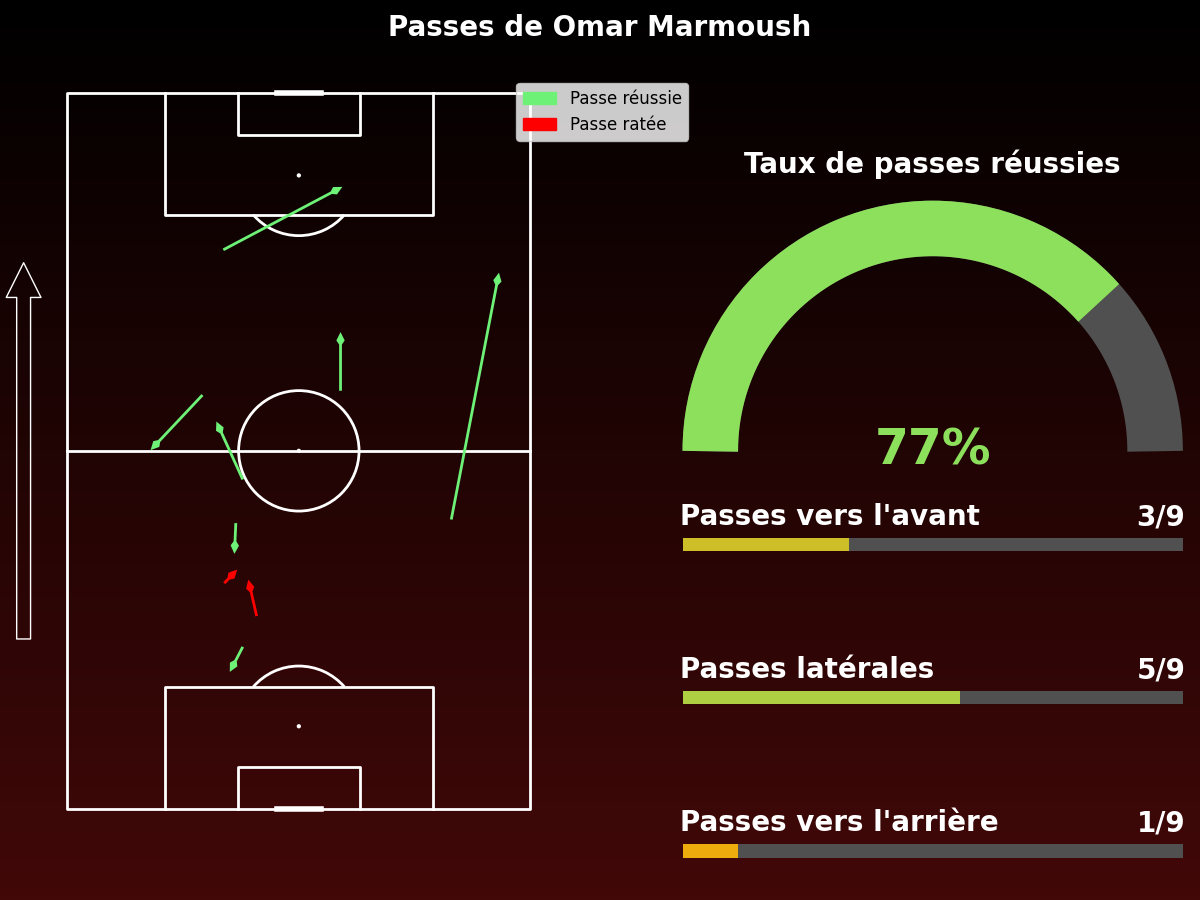 Passes de Omar Marmoush
Passe réussie
Passe ratée
Taux de passes réussies
77%
Passes vers l'avant 3/9
Passes latérales 5/9
Passes vers l'arrière 1/9